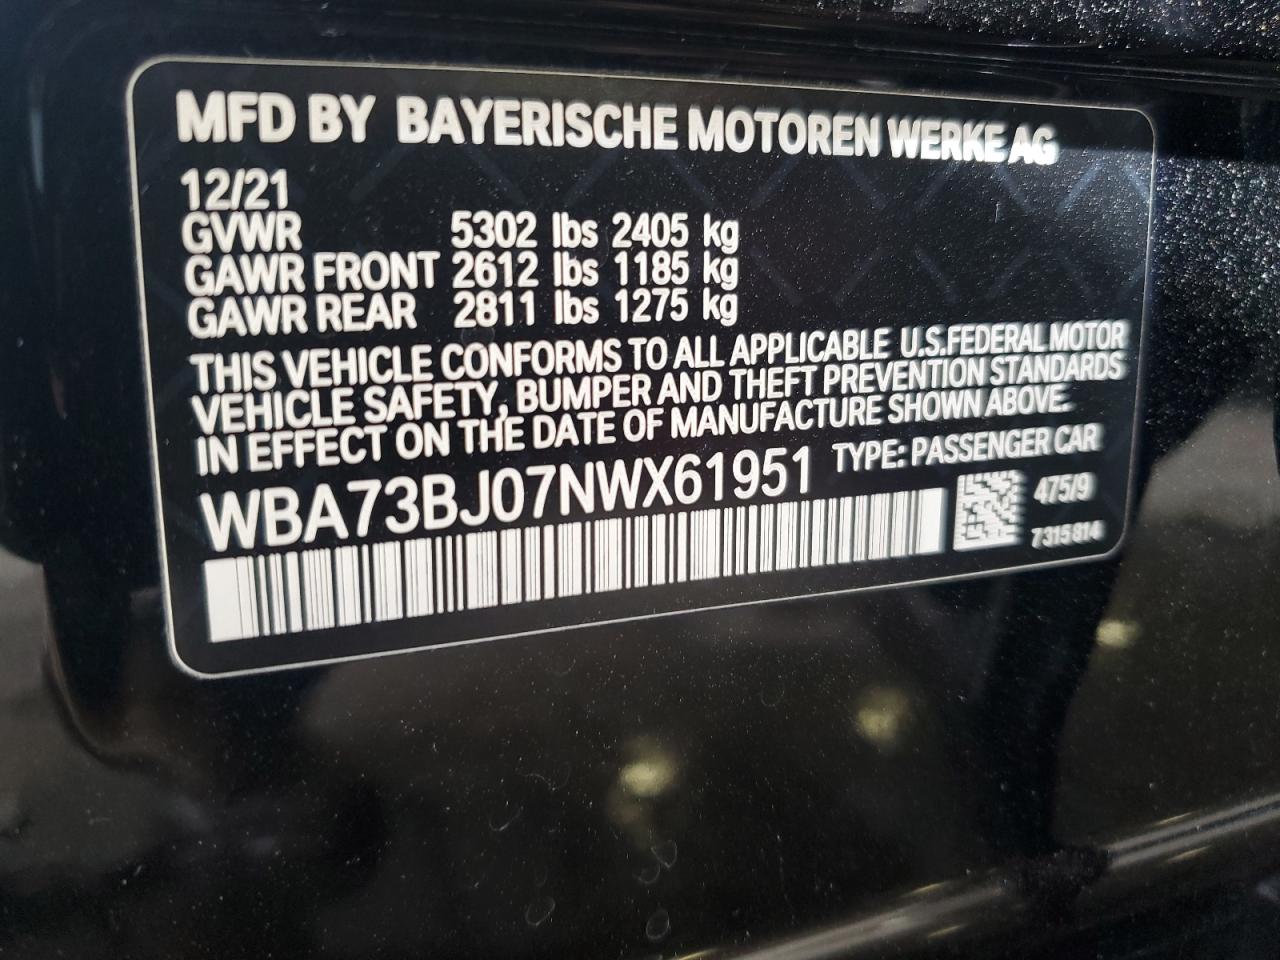 MFD BY BAYERISCHE MOTOREN WERKE AG
12/21
GVWR 5302 lbs 2405 kg
GAWR FRONT 2612 lbs 1185 kg
GAWR REAR 2811 lbs 1275 kg
THIS VEHICLE CONFORMS TO ALL APPLICABLE U.S.FEDERAL MOTOR
VEHICLE SAFETY, BUMPER AND THEFT PREVENTION STANDARDS
IN EFFECT ON THE DATE OF MANUFACTURE SHOWN ABOVE.
WBA73BJ07NWX61951 TYPE: PASSENGER CAR
475/9
7315814